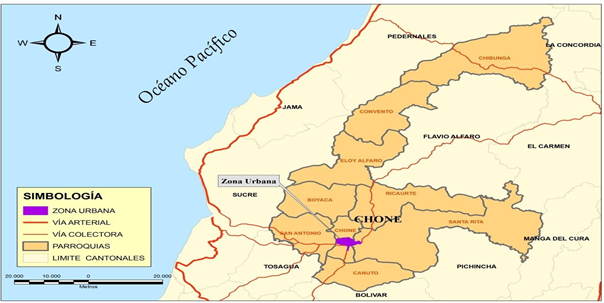 N
W E
S
Océano Pacífico
PEDERNALES
LA CONCORDIA
CHIBUNGA
JAMA
CONVENTO
FLAVIO ALFARO
EL CARMEN
ELOY ALFARO
Zona Urbana
RICAURTE
SUCRE
BOYACA
CHONE
SANTA RITA
SAN ANTONIO
CHONE
MANGA DEL CURA
TOSAGUA
CANUTO
PICHINCHA
BOLIVAR
SIMBOLOGÍA
ZONA URBANA
VÍA ARTERIAL
VÍA COLECTORA
PARROQUIAS
LIMITE CANTONALES
20.000 10.000 0 20.000
Metros